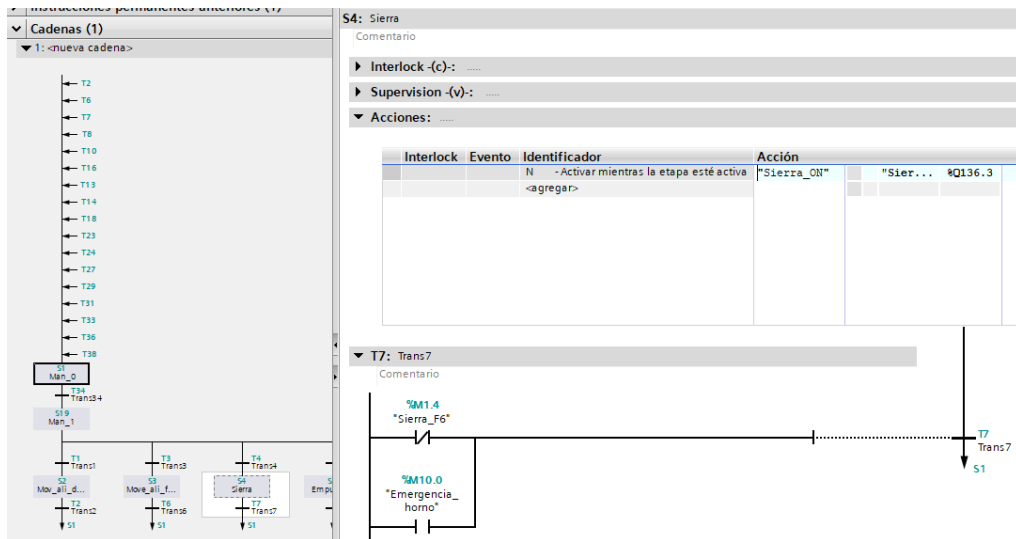 Instrucciones permanentes anteriores (1)
Cadenas (1)
1: <nueva cadena>
T2
T6
T7
T8
T10
T16
T13
T14
T18
T23
T24
T27
T29
T31
T33
T36
T38
S1
Man_0
T34
Trans34
S19
Man_1
T1
Trans1
T3
Trans3
T4
Trans4
S2
Mov_ali_d...
S3
Move_ali_f...
S4
Sierra
S
Empu
T2
Trans2
T6
Trans6
T7
Trans7
S1
S1
S1
S4: Sierra
Comentario
Interlock -(c)-: .....
Supervision -(v)-: .....
Acciones: .....
Interlock Evento Identificador Acción
N - Activar mientras la etapa esté activa "Sierra_ON" "Sier... %Q136.3
<agregar>
T7: Trans7
Comentario
%M1.4
"Sierra_F6"
T7
Trans7
S1
%M10.0
"Emergencia_
horno"